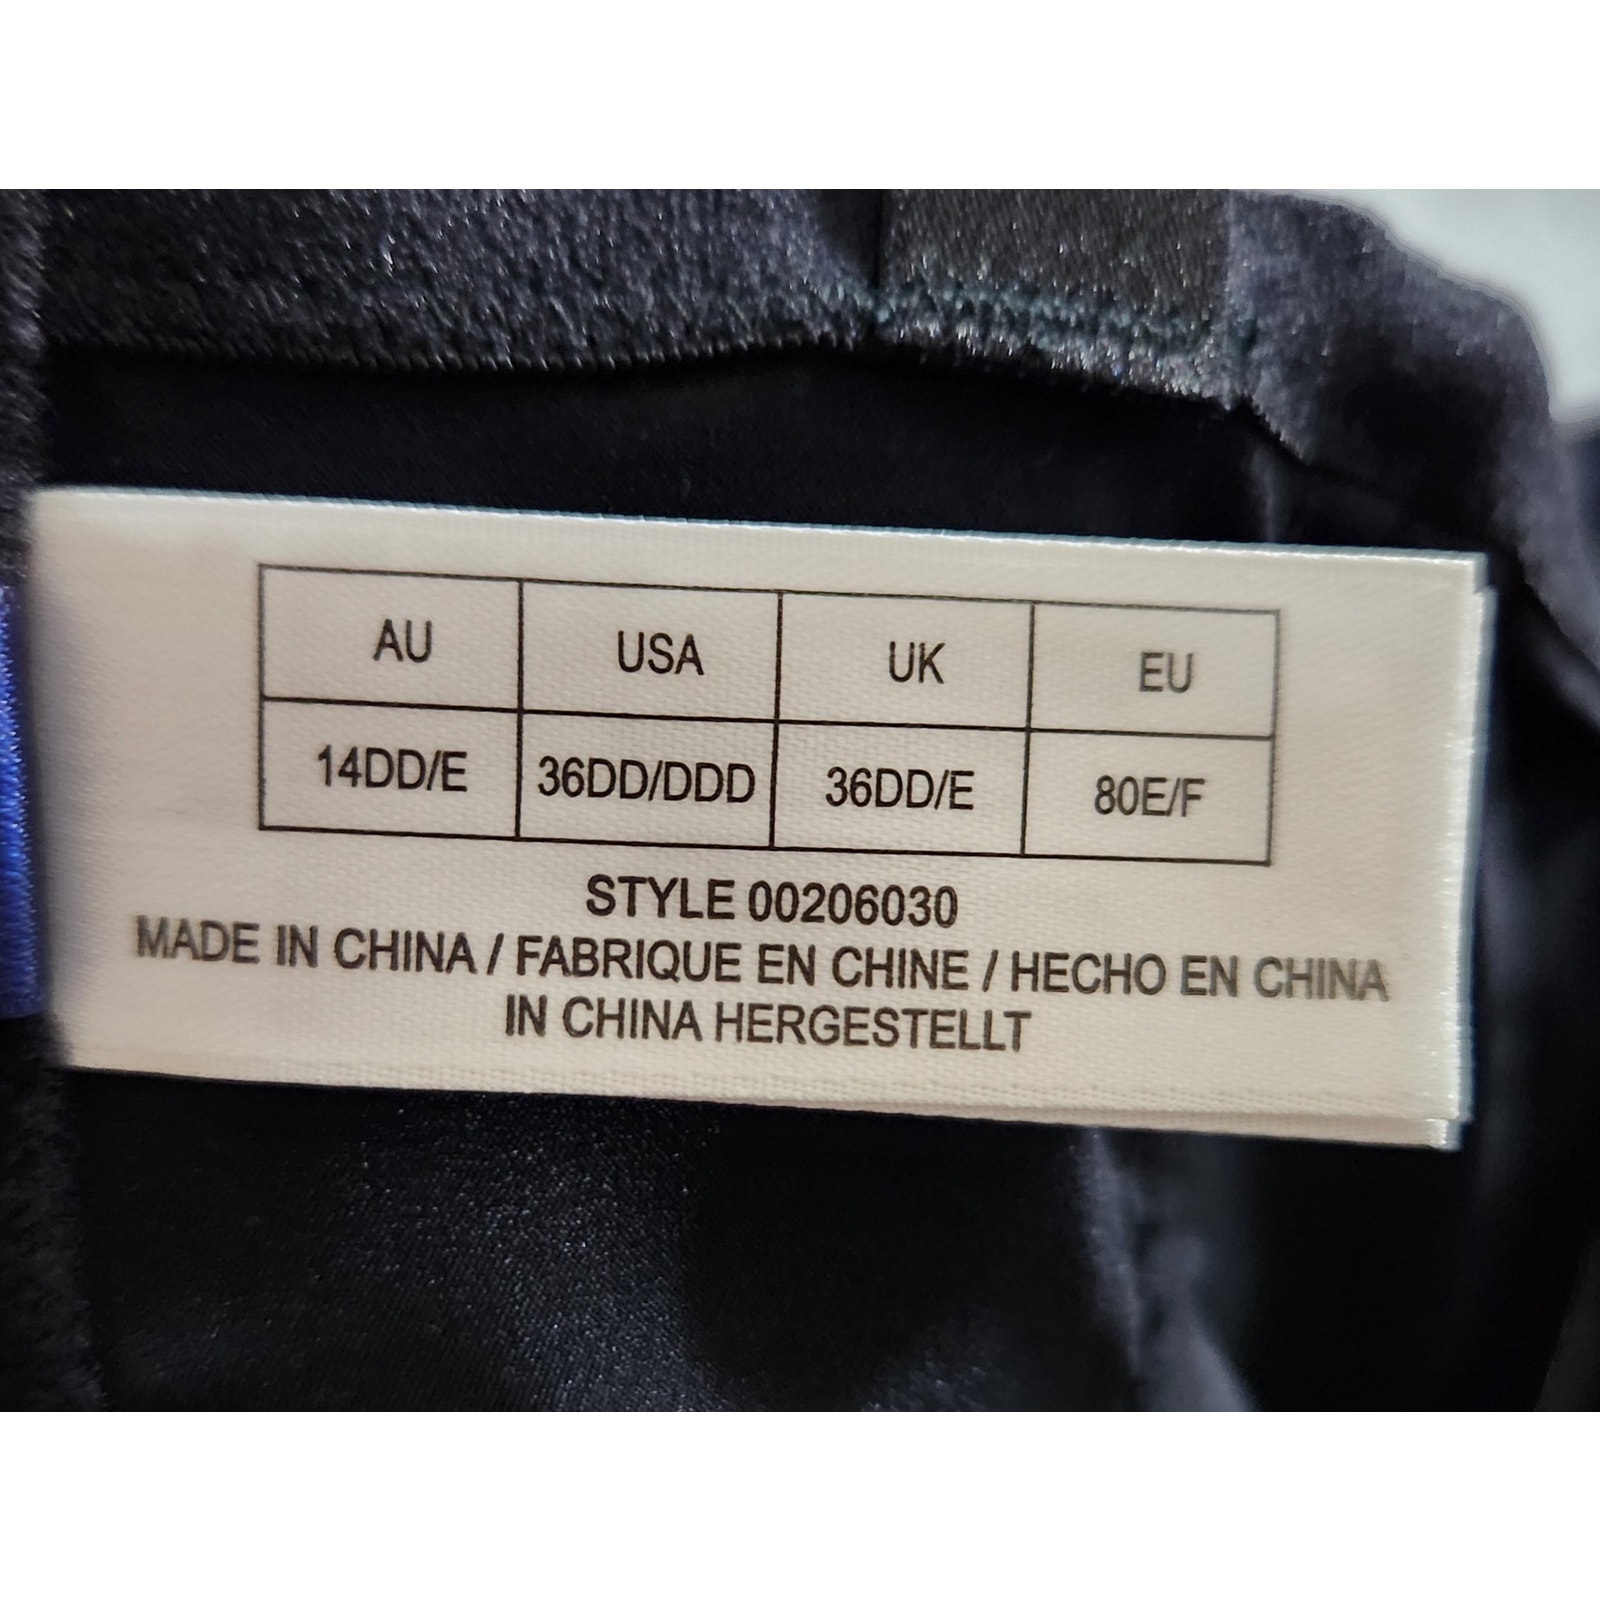 AU USA UK EU
14DD/E 36DD/DDD 36DD/E 80E/F
STYLE 00206030
MADE IN CHINA / FABRIQUE EN CHINE / HECHO EN CHINA
IN CHINA HERGESTELLT